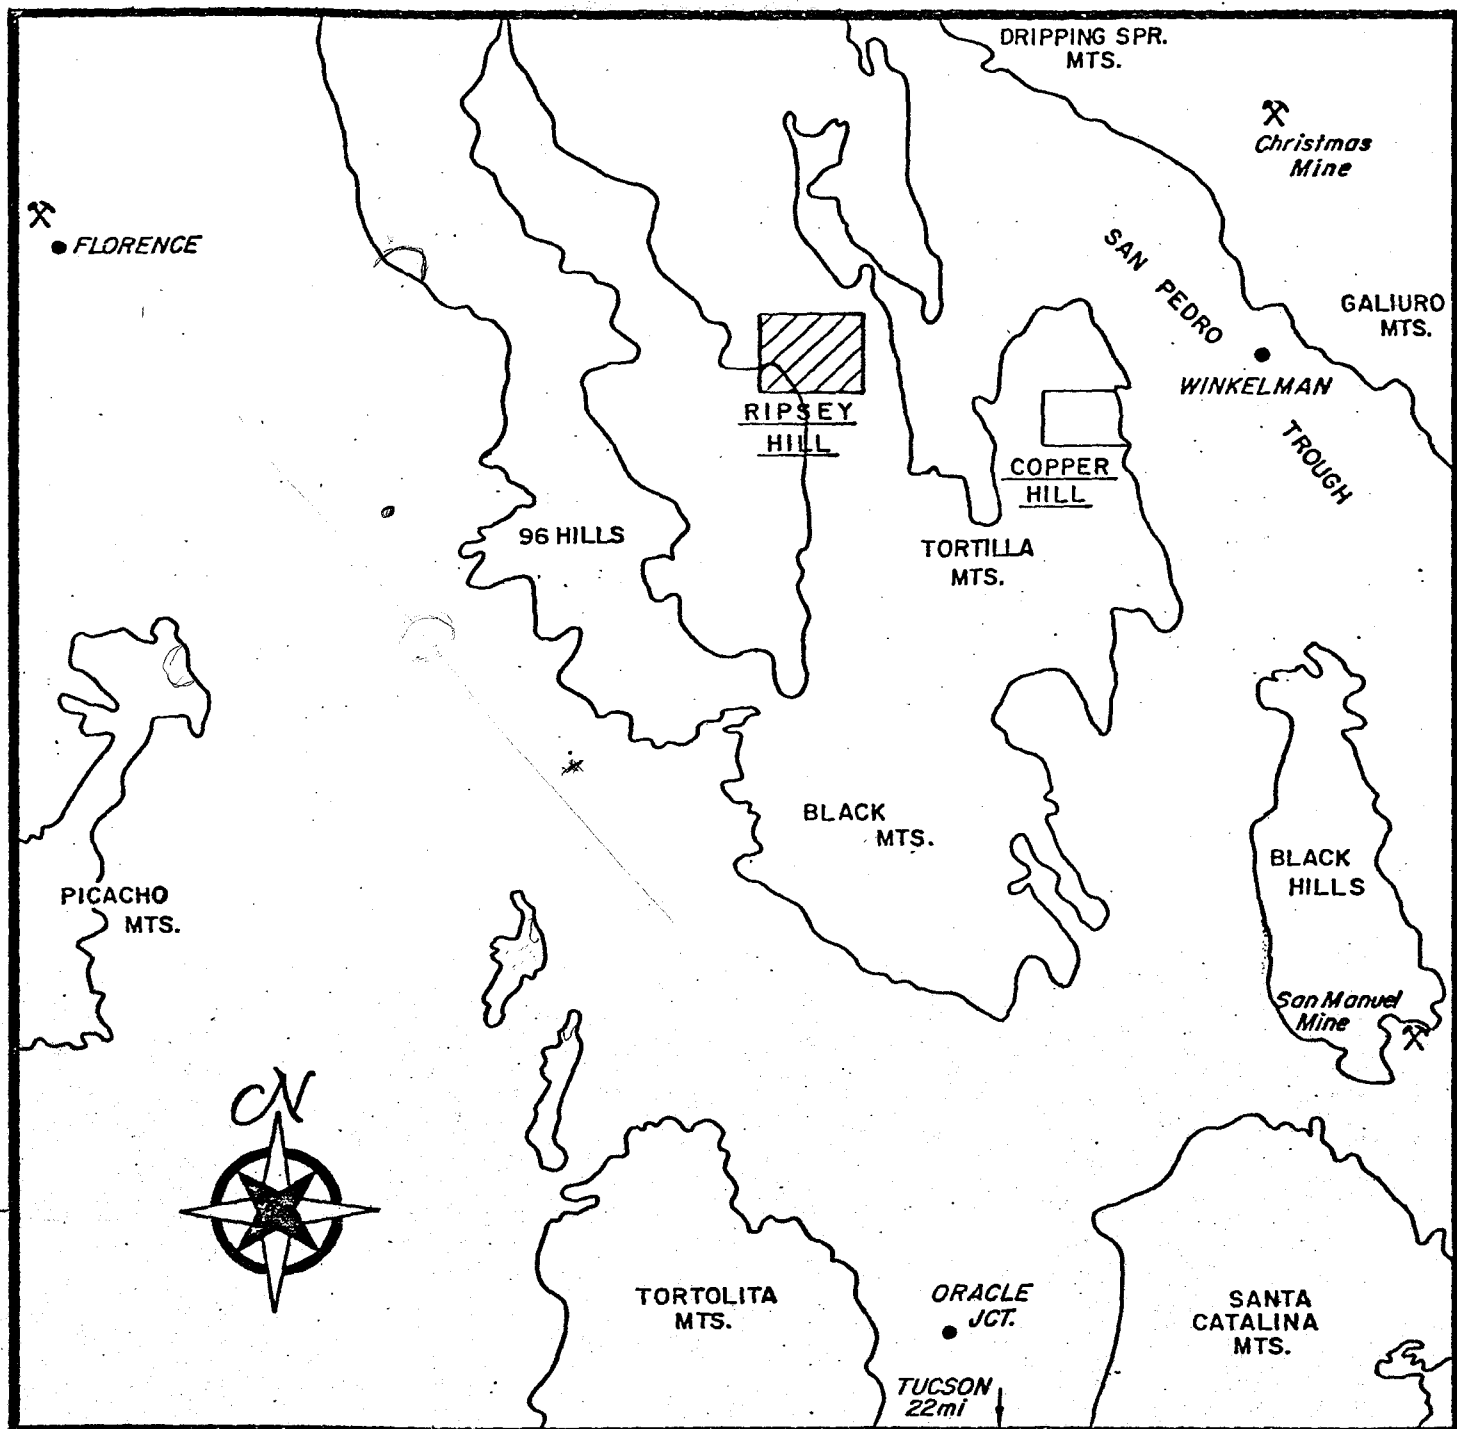 DRIPPING SPR.
MTS.
Christmas
Mine
FLORENCE
SAN PEDRO
TROUGH
GALIURO
MTS.
WINKELMAN
RIPSEY
HILL
COPPER
HILL
96 HILLS
TORTILLA
MTS.
BLACK
MTS.
BLACK
HILLS
PICACHO
MTS.
San Manuel
Mine
N
TORTOLITA
MTS.
ORACLE
JCT.
SANTA
CATALINA
MTS.
TUCSON
22mi